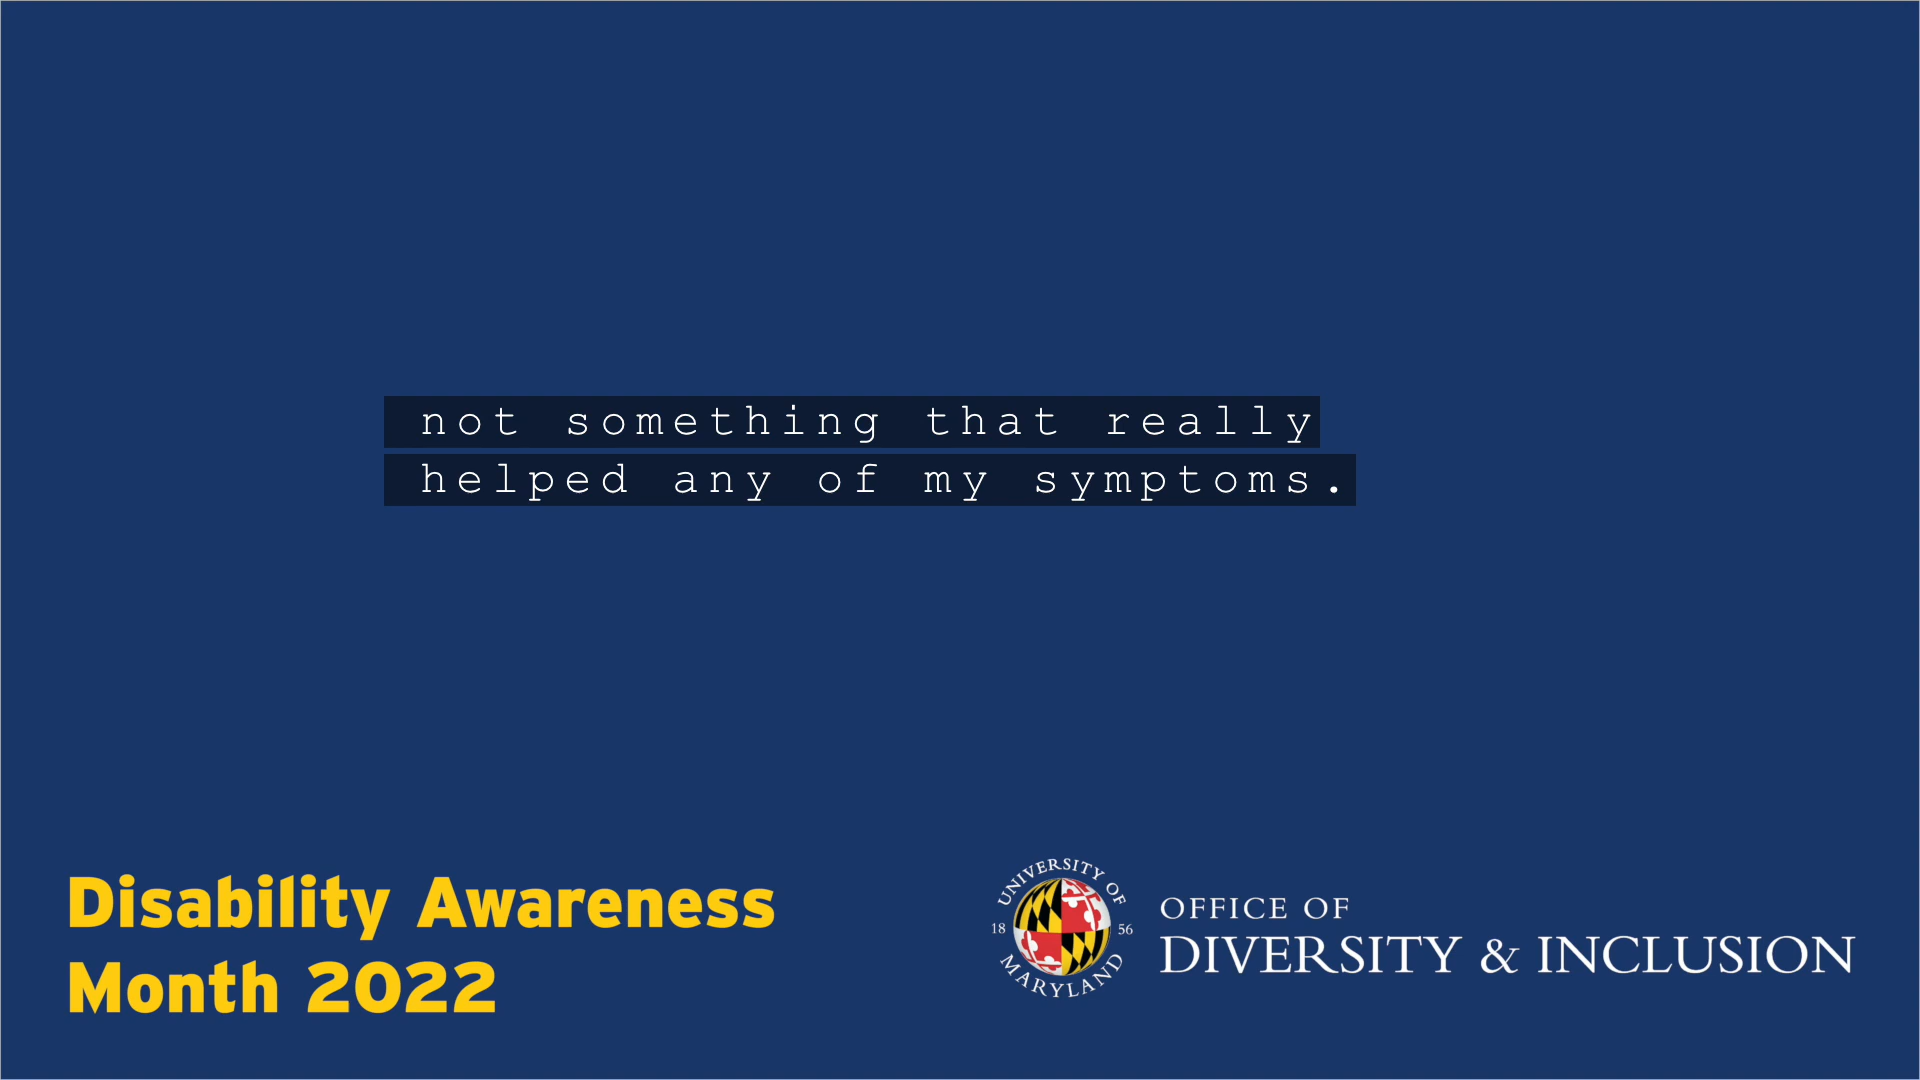 not something that really
helped any of my symptoms.
Disability Awareness
Month 2022
UNIVERSITY OF
18 56
MARYLAND
OFFICE OF
DIVERSITY & INCLUSION